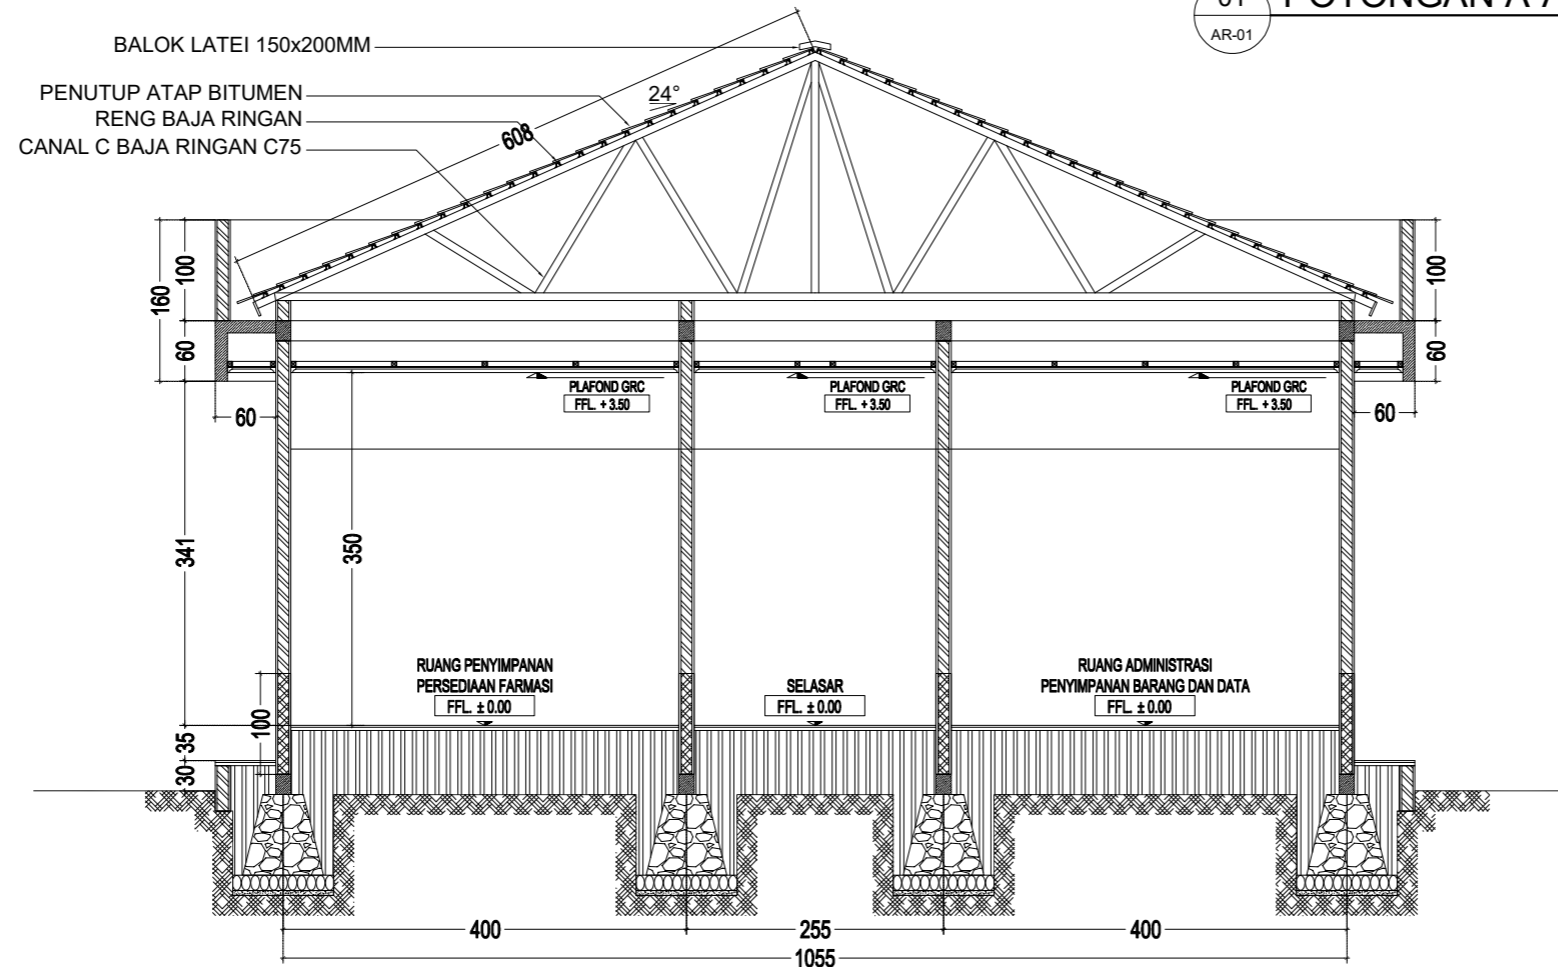 01
POTONGAN A-A
AR-01
BALOK LATEI 150x200MM
PENUTUP ATAP BITUMEN
RENG BAJA RINGAN
CANAL C BAJA RINGAN C75
24°
608
160
100
60
60
100
60
60
PLAFOND GRC
FFL. + 3.50
PLAFOND GRC
FFL. + 3.50
PLAFOND GRC
FFL. + 3.50
341
350
RUANG PENYIMPANAN
PERSEDIAAN FARMASI
FFL. ± 0.00
SELASAR
FFL. ± 0.00
RUANG ADMINISTRASI
PENYIMPANAN BARANG DAN DATA
FFL. ± 0.00
100
35
30
400
255
400
1055